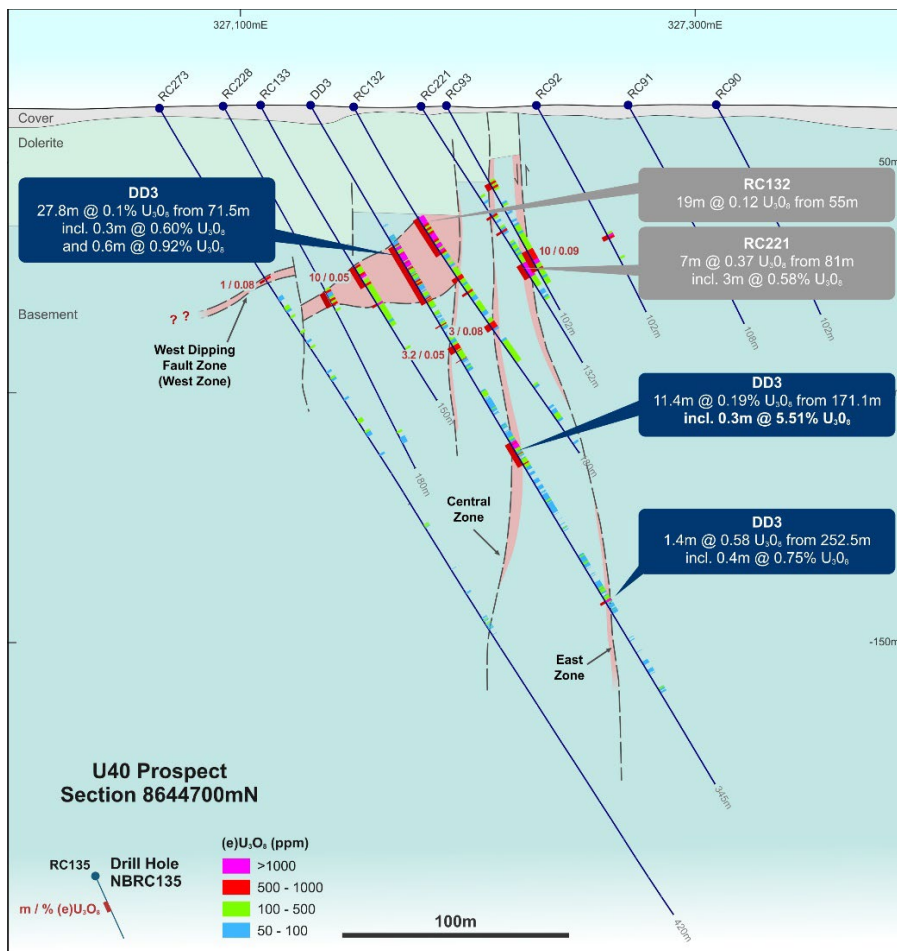 327,100mE
327,300mE
RC273
RC228
RC133
DD3
RC132
RC221
RC93
RC92
RC91
RC90
Cover
Dolerite
50m
DD3
27.8m @ 0.1% U₃0₈ from 71.5m
incl. 0.3m @ 0.60% U₃0₈
and 0.6m @ 0.92% U₃0₈
RC132
19m @ 0.12 U₃0₈ from 55m
RC221
7m @ 0.37 U₃0₈ from 81m
incl. 3m @ 0.58% U₃0₈
10 / 0.09
1 / 0.08
10 / 0.05
Basement
? ?
West Dipping
Fault Zone
(West Zone)
3 / 0.08
3.2 / 0.05
102m
132m
102m
108m
102m
150m
180m
180m
DD3
11.4m @ 0.19% U₃0₈ from 171.1m
incl. 0.3m @ 5.51% U₃0₈
Central
Zone
DD3
1.4m @ 0.58 U₃0₈ from 252.5m
incl. 0.4m @ 0.75% U₃0₈
-150m
East
Zone
345m
420m
U40 Prospect
Section 8644700mN
RC135
Drill Hole
NBRC135
m / % (e)U₃O₈
(e)U₃O₈ (ppm)
>1000
500 - 1000
100 - 500
50 - 100
100m